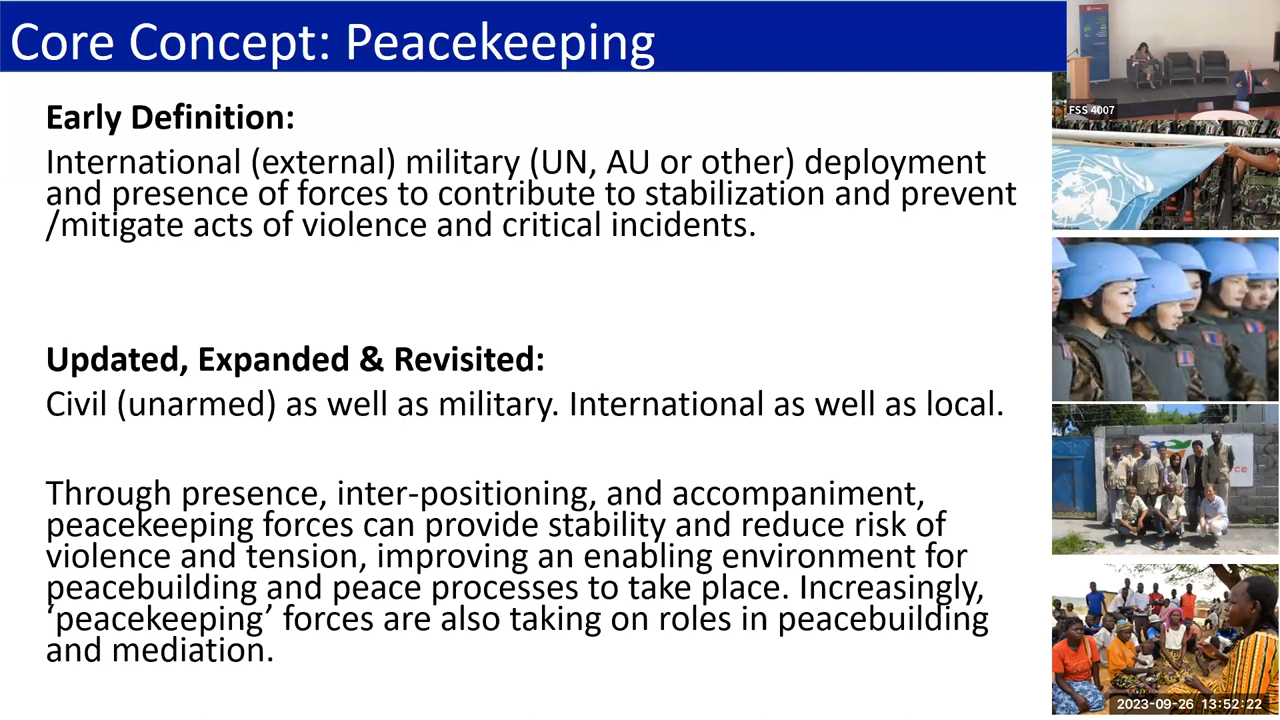 Core Concept: Peacekeeping
Early Definition:
International (external) military (UN, AU or other) deployment
and presence of forces to contribute to stabilization and prevent
/mitigate acts of violence and critical incidents.
Updated, Expanded & Revisited:
Civil (unarmed) as well as military. International as well as local.
Through presence, inter-positioning, and accompaniment,
peacekeeping forces can provide stability and reduce risk of
violence and tension, improving an enabling environment for
peacebuilding and peace processes to take place. Increasingly,
‘peacekeeping’ forces are also taking on roles in peacebuilding
and mediation.
FSS 4007
ce
2023-09-26 13:52:22